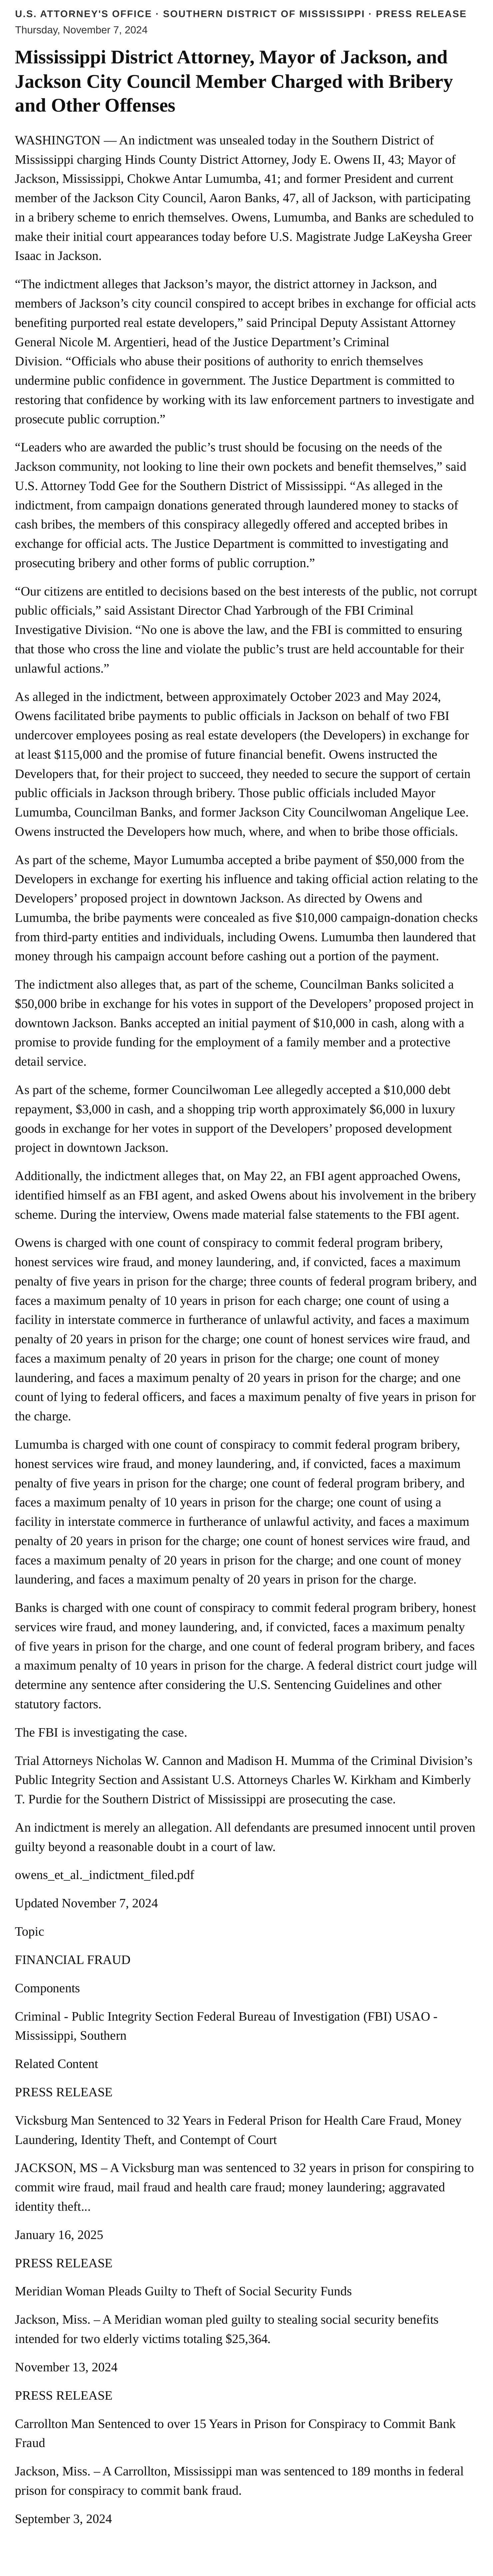 U.S. ATTORNEY'S OFFICE · SOUTHERN DISTRICT OF MISSISSIPPI · PRESS RELEASE
Thursday, November 7, 2024
Mississippi District Attorney, Mayor of Jackson, and
Jackson City Council Member Charged with Bribery
and Other Offenses
WASHINGTON — An indictment was unsealed today in the Southern District of
Mississippi charging Hinds County District Attorney, Jody E. Owens II, 43; Mayor of
Jackson, Mississippi, Chokwe Antar Lumumba, 41; and former President and current
member of the Jackson City Council, Aaron Banks, 47, all of Jackson, with participating
in a bribery scheme to enrich themselves. Owens, Lumumba, and Banks are scheduled to
make their initial court appearances today before U.S. Magistrate Judge LaKeysha Greer
Isaac in Jackson.
“The indictment alleges that Jackson’s mayor, the district attorney in Jackson, and
members of Jackson’s city council conspired to accept bribes in exchange for official acts
benefiting purported real estate developers,” said Principal Deputy Assistant Attorney
General Nicole M. Argentieri, head of the Justice Department’s Criminal
Division. “Officials who abuse their positions of authority to enrich themselves
undermine public confidence in government. The Justice Department is committed to
restoring that confidence by working with its law enforcement partners to investigate and
prosecute public corruption.”
“Leaders who are awarded the public’s trust should be focusing on the needs of the
Jackson community, not looking to line their own pockets and benefit themselves,” said
U.S. Attorney Todd Gee for the Southern District of Mississippi. “As alleged in the
indictment, from campaign donations generated through laundered money to stacks of
cash bribes, the members of this conspiracy allegedly offered and accepted bribes in
exchange for official acts. The Justice Department is committed to investigating and
prosecuting bribery and other forms of public corruption.”
“Our citizens are entitled to decisions based on the best interests of the public, not corrupt
public officials,” said Assistant Director Chad Yarbrough of the FBI Criminal
Investigative Division. “No one is above the law, and the FBI is committed to ensuring
that those who cross the line and violate the public’s trust are held accountable for their
unlawful actions.”
As alleged in the indictment, between approximately October 2023 and May 2024,
Owens facilitated bribe payments to public officials in Jackson on behalf of two FBI
undercover employees posing as real estate developers (the Developers) in exchange for
at least $115,000 and the promise of future financial benefit. Owens instructed the
Developers that, for their project to succeed, they needed to secure the support of certain
public officials in Jackson through bribery. Those public officials included Mayor
Lumumba, Councilman Banks, and former Jackson City Councilwoman Angelique Lee.
Owens instructed the Developers how much, where, and when to bribe those officials.
As part of the scheme, Mayor Lumumba accepted a bribe payment of $50,000 from the
Developers in exchange for exerting his influence and taking official action relating to the
Developers’ proposed project in downtown Jackson. As directed by Owens and
Lumumba, the bribe payments were concealed as five $10,000 campaign-donation checks
from third-party entities and individuals, including Owens. Lumumba then laundered that
money through his campaign account before cashing out a portion of the payment.
The indictment also alleges that, as part of the scheme, Councilman Banks solicited a
$50,000 bribe in exchange for his votes in support of the Developers’ proposed project in
downtown Jackson. Banks accepted an initial payment of $10,000 in cash, along with a
promise to provide funding for the employment of a family member and a protective
detail service.
As part of the scheme, former Councilwoman Lee allegedly accepted a $10,000 debt
repayment, $3,000 in cash, and a shopping trip worth approximately $6,000 in luxury
goods in exchange for her votes in support of the Developers’ proposed development
project in downtown Jackson.
Additionally, the indictment alleges that, on May 22, an FBI agent approached Owens,
identified himself as an FBI agent, and asked Owens about his involvement in the bribery
scheme. During the interview, Owens made material false statements to the FBI agent.
Owens is charged with one count of conspiracy to commit federal program bribery,
honest services wire fraud, and money laundering, and, if convicted, faces a maximum
penalty of five years in prison for the charge; three counts of federal program bribery, and
faces a maximum penalty of 10 years in prison for each charge; one count of using a
facility in interstate commerce in furtherance of unlawful activity, and faces a maximum
penalty of 20 years in prison for the charge; one count of honest services wire fraud, and
faces a maximum penalty of 20 years in prison for the charge; one count of money
laundering, and faces a maximum penalty of 20 years in prison for the charge; and one
count of lying to federal officers, and faces a maximum penalty of five years in prison for
the charge.
Lumumba is charged with one count of conspiracy to commit federal program bribery,
honest services wire fraud, and money laundering, and, if convicted, faces a maximum
penalty of five years in prison for the charge; one count of federal program bribery, and
faces a maximum penalty of 10 years in prison for the charge; one count of using a
facility in interstate commerce in furtherance of unlawful activity, and faces a maximum
penalty of 20 years in prison for the charge; one count of honest services wire fraud, and
faces a maximum penalty of 20 years in prison for the charge; and one count of money
laundering, and faces a maximum penalty of 20 years in prison for the charge.
Banks is charged with one count of conspiracy to commit federal program bribery, honest
services wire fraud, and money laundering, and, if convicted, faces a maximum penalty
of five years in prison for the charge, and one count of federal program bribery, and faces
a maximum penalty of 10 years in prison for the charge. A federal district court judge will
determine any sentence after considering the U.S. Sentencing Guidelines and other
statutory factors.
The FBI is investigating the case.
Trial Attorneys Nicholas W. Cannon and Madison H. Mumma of the Criminal Division’s
Public Integrity Section and Assistant U.S. Attorneys Charles W. Kirkham and Kimberly
T. Purdie for the Southern District of Mississippi are prosecuting the case.
An indictment is merely an allegation. All defendants are presumed innocent until proven
guilty beyond a reasonable doubt in a court of law.
owens_et_al._indictment_filed.pdf
Updated November 7, 2024
Topic
FINANCIAL FRAUD
Components
Criminal - Public Integrity Section Federal Bureau of Investigation (FBI) USAO -
Mississippi, Southern
Related Content
PRESS RELEASE
Vicksburg Man Sentenced to 32 Years in Federal Prison for Health Care Fraud, Money
Laundering, Identity Theft, and Contempt of Court
JACKSON, MS – A Vicksburg man was sentenced to 32 years in prison for conspiring to
commit wire fraud, mail fraud and health care fraud; money laundering; aggravated
identity theft...
January 16, 2025
PRESS RELEASE
Meridian Woman Pleads Guilty to Theft of Social Security Funds
Jackson, Miss. – A Meridian woman pled guilty to stealing social security benefits
intended for two elderly victims totaling $25,364.
November 13, 2024
PRESS RELEASE
Carrollton Man Sentenced to over 15 Years in Prison for Conspiracy to Commit Bank
Fraud
Jackson, Miss. – A Carrollton, Mississippi man was sentenced to 189 months in federal
prison for conspiracy to commit bank fraud.
September 3, 2024